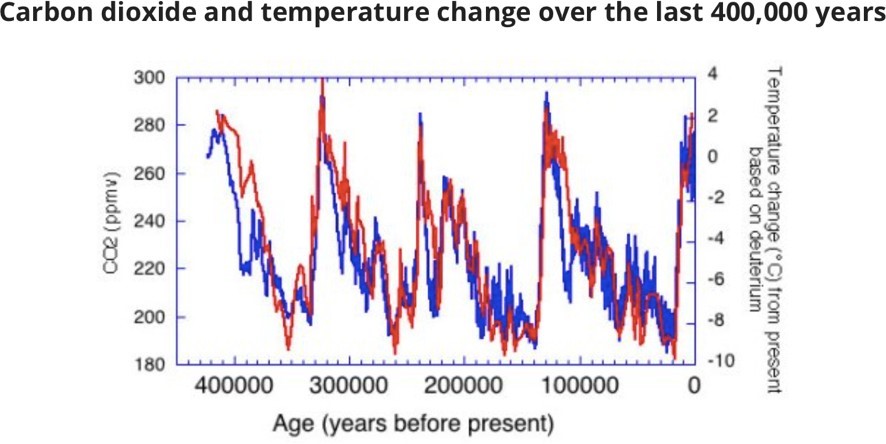 Carbon dioxide and temperature change over the last 400,000 years
300
280
260
240
220
200
180
CO2 (ppmv)
4
2
0
-2
-4
-6
-8
-10
Temperature change (°C) from present
based on deuterium
400000 300000 200000 100000 0
Age (years before present)